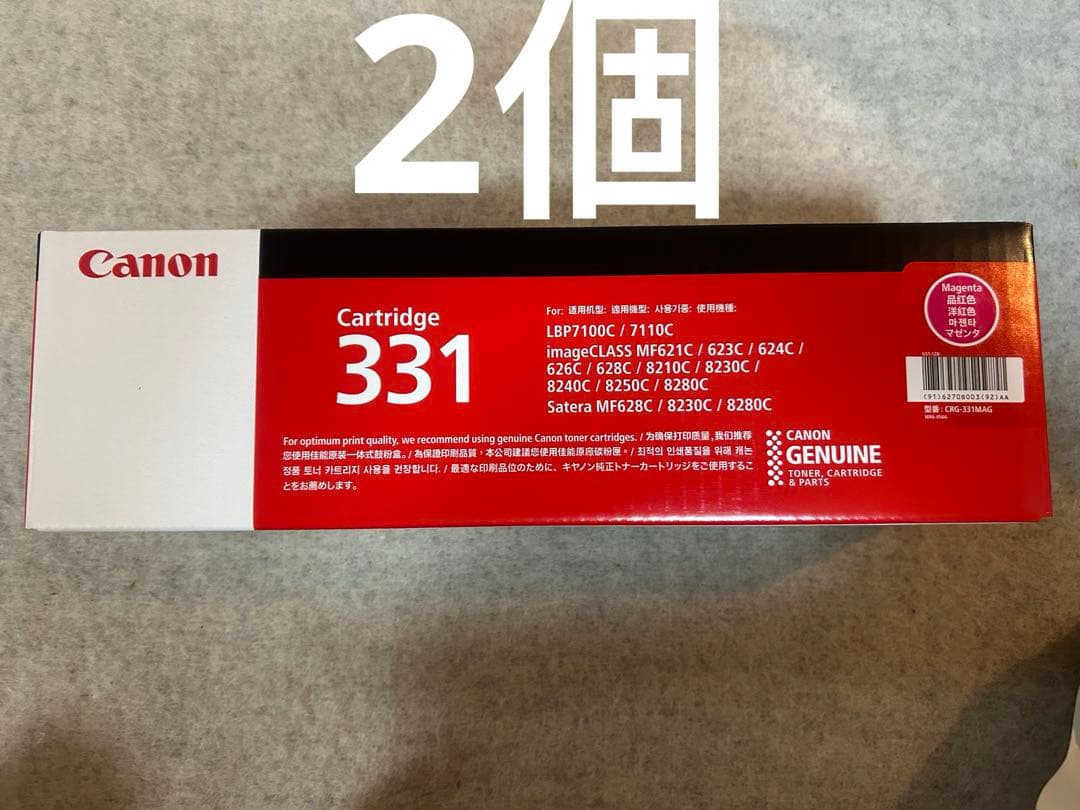 2個
Canon
Cartridge
331
For: 适用机型: 適用機型: 사용기종: 使用機種:
LBP7100C / 7110C
imageCLASS MF621C / 623C / 624C /
626C / 628C / 8210C / 8230C /
8240C / 8250C / 8280C
Satera MF628C / 8230C / 8280C
Magenta
品红色
洋紅色
마젠타
マゼンタ
(91)62708003(92)AA
型番 : CRG-331MAG
For optimum print quality, we recommend using genuine Canon toner cartridges. / 为确保打印质量,我们推荐
您使用佳能原装一体式鼓粉盒。/ 為保證印刷品質,本公司建議您使用佳能原廠碳粉匣。/ 최적의 인쇄품질을 위해 캐논
정품 토너 카트리지 사용을 권장합니다. / 最適な印刷品位のために、キヤノン純正トナーカートリッジをご使用するこ
とをお薦めします。
CANON
GENUINE
TONER, CARTRIDGE
& PARTS